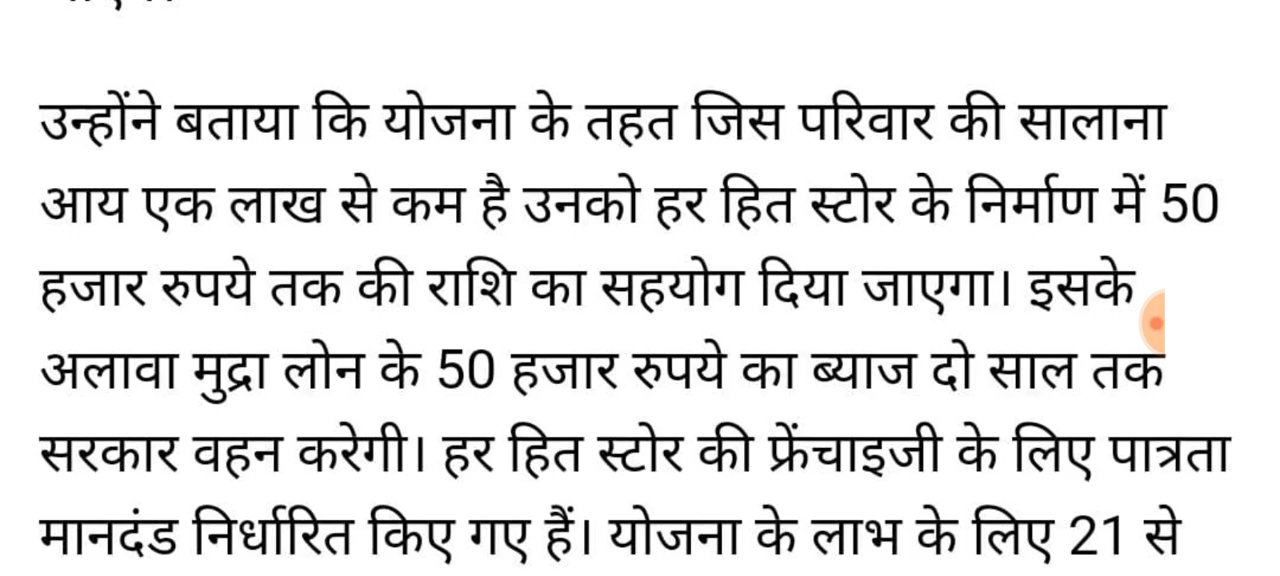 उन्होंने बताया कि योजना के तहत जिस परिवार की सालाना
आय एक लाख से कम है उनको हर हित स्टोर के निर्माण में 50
हजार रुपये तक की राशि का सहयोग दिया जाएगा। इसके
अलावा मुद्रा लोन के 50 हजार रुपये का ब्याज दो साल तक
सरकार वहन करेगी। हर हित स्टोर की फ्रेंचाइजी के लिए पात्रता
मानदंड निर्धारित किए गए हैं। योजना के लाभ के लिए 21 से